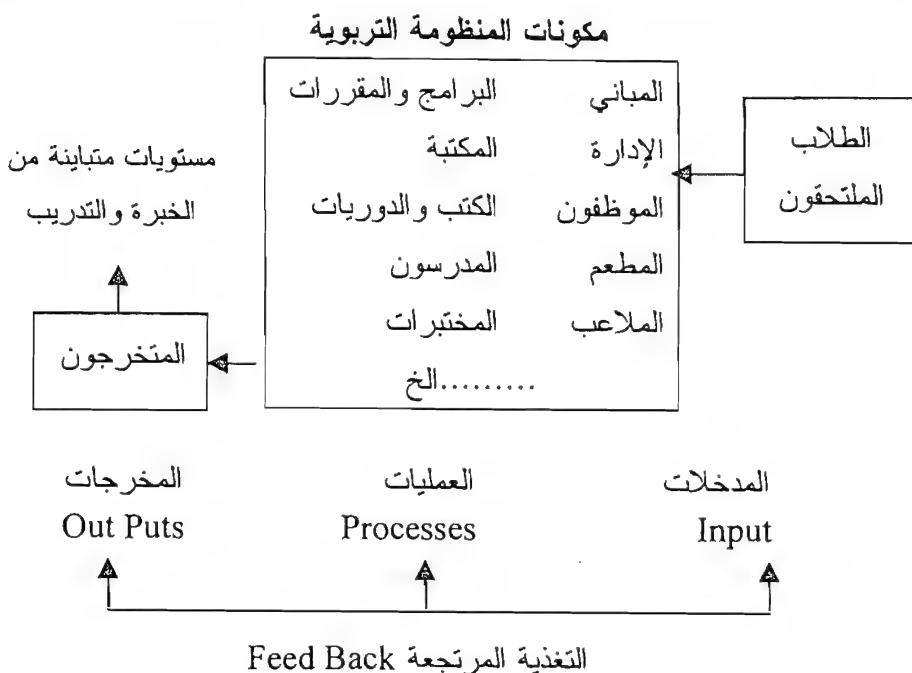 مكونات المنظومة التربوية
الطلاب
الملتحقون
المباني البرامج والمقررات
الإدارة المكتبة
الموظفون الكتب والدوريات
المطعم المدرسون
الملاعب المختبرات
.........الخ
مستويات متباينة من
الخبرة والتدريب
المتخرجون
المدخلات العمليات المخرجات
Input Processes Out Puts
التغذية المرتجعة Feed Back